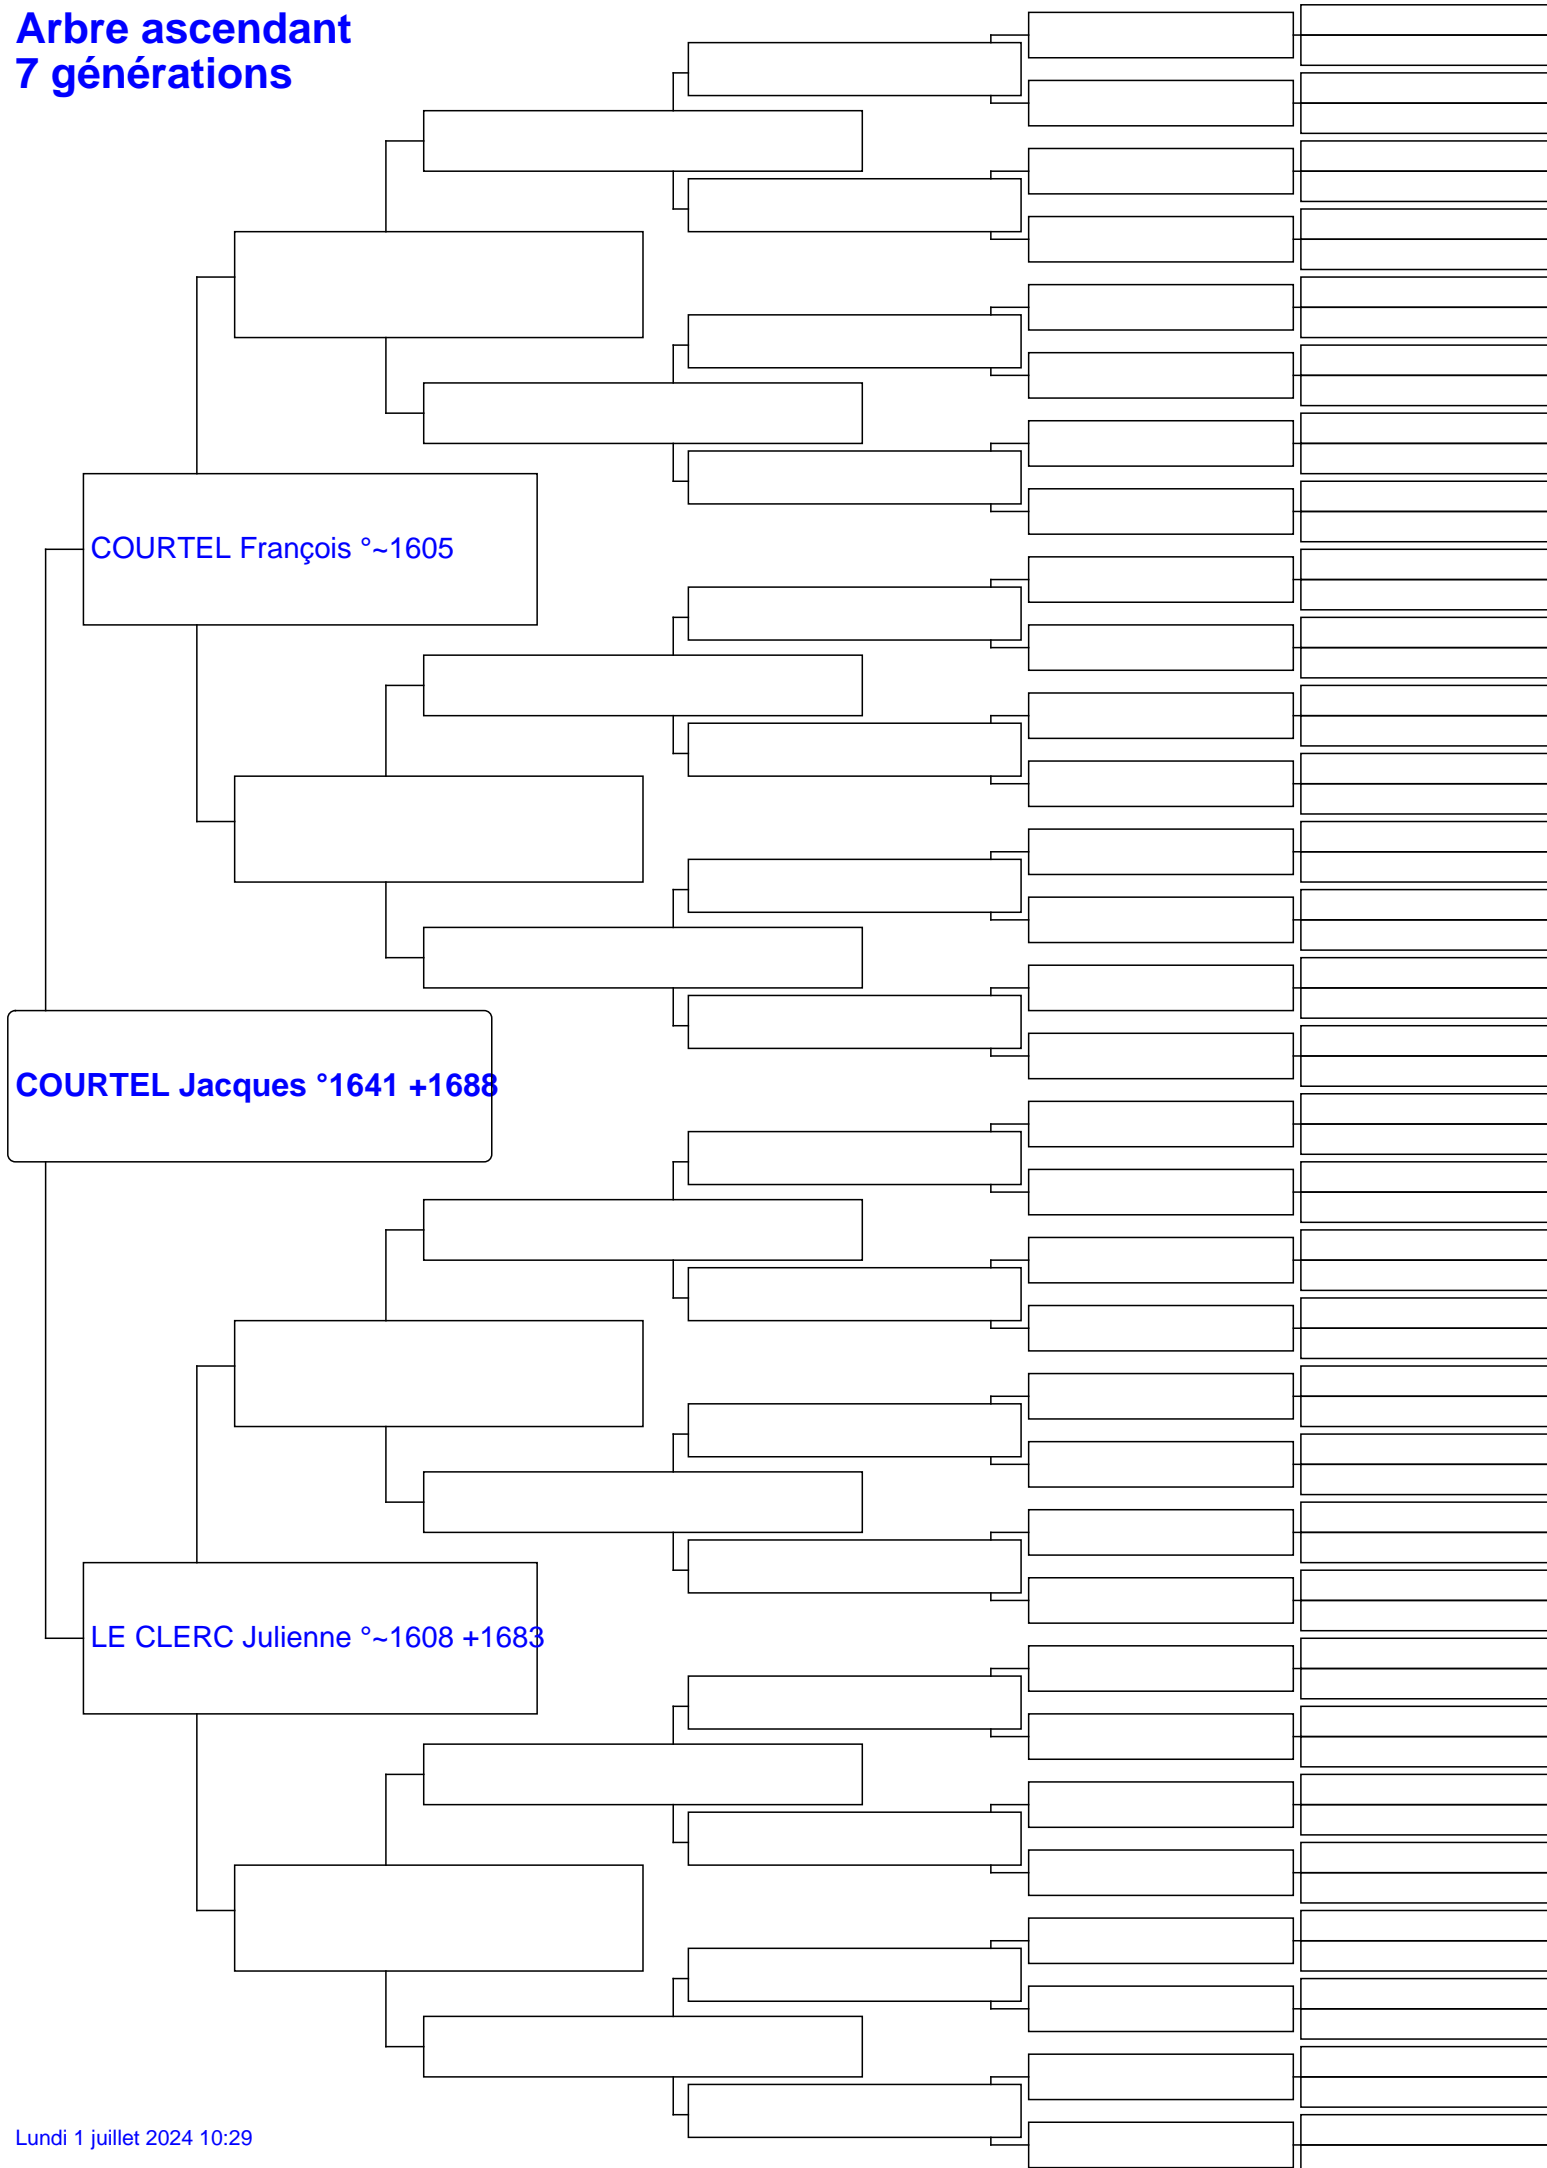 Arbre ascendant
7 générations
COURTEL François °~1605
COURTEL Jacques °1641 +1688
LE CLERC Julienne °~1608 +1683
Lundi 1 juillet 2024 10:29